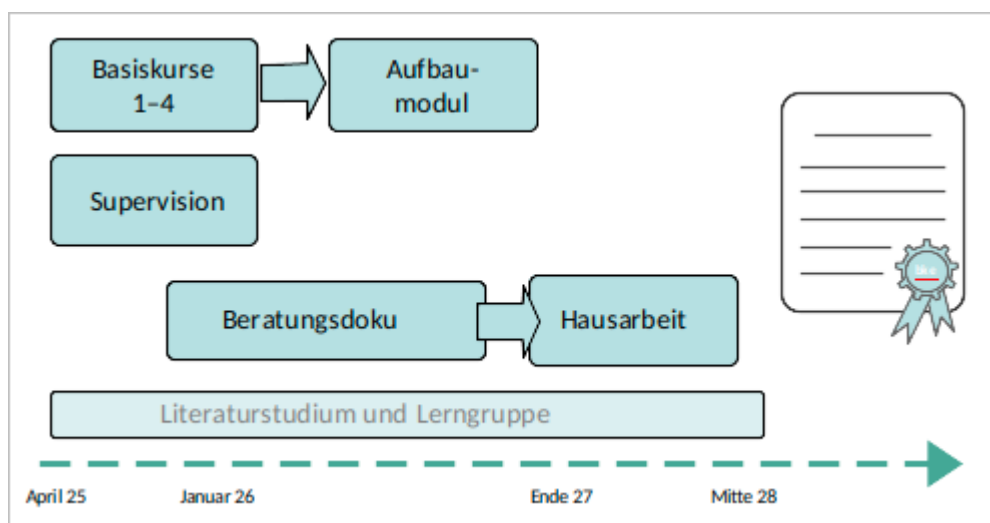 Basiskurse
1–4
Aufbau-
modul
Supervision
Beratungsdoku
Hausarbeit
Literaturstudium und Lerngruppe
April 25
Januar 26
Ende 27
Mitte 28